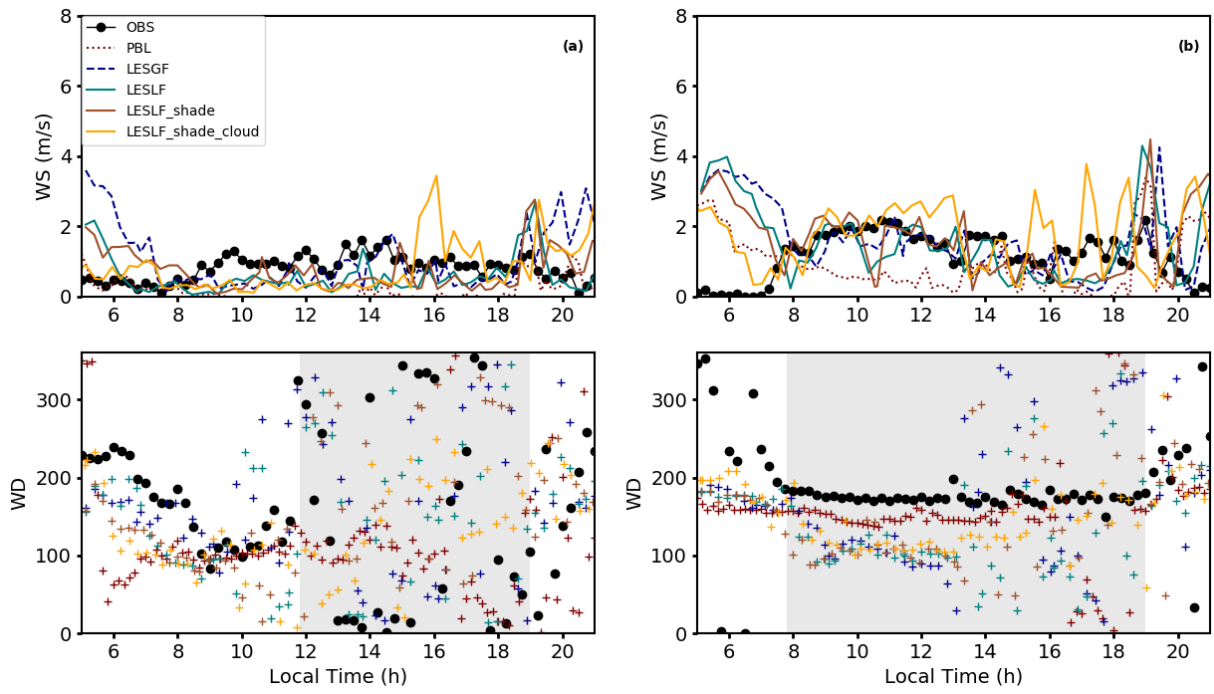 OBS
PBL
LESGF
LESLF
LESLF_shade
LESLF_shade_cloud
(a)
WS (m/s)
8
6
4
2
0
6 8 10 12 14 16 18 20
(b)
WS (m/s)
8
6
4
2
0
6 8 10 12 14 16 18 20
WD
300
200
100
0
6 8 10 12 14 16 18 20
Local Time (h)
WD
300
200
100
0
6 8 10 12 14 16 18 20
Local Time (h)